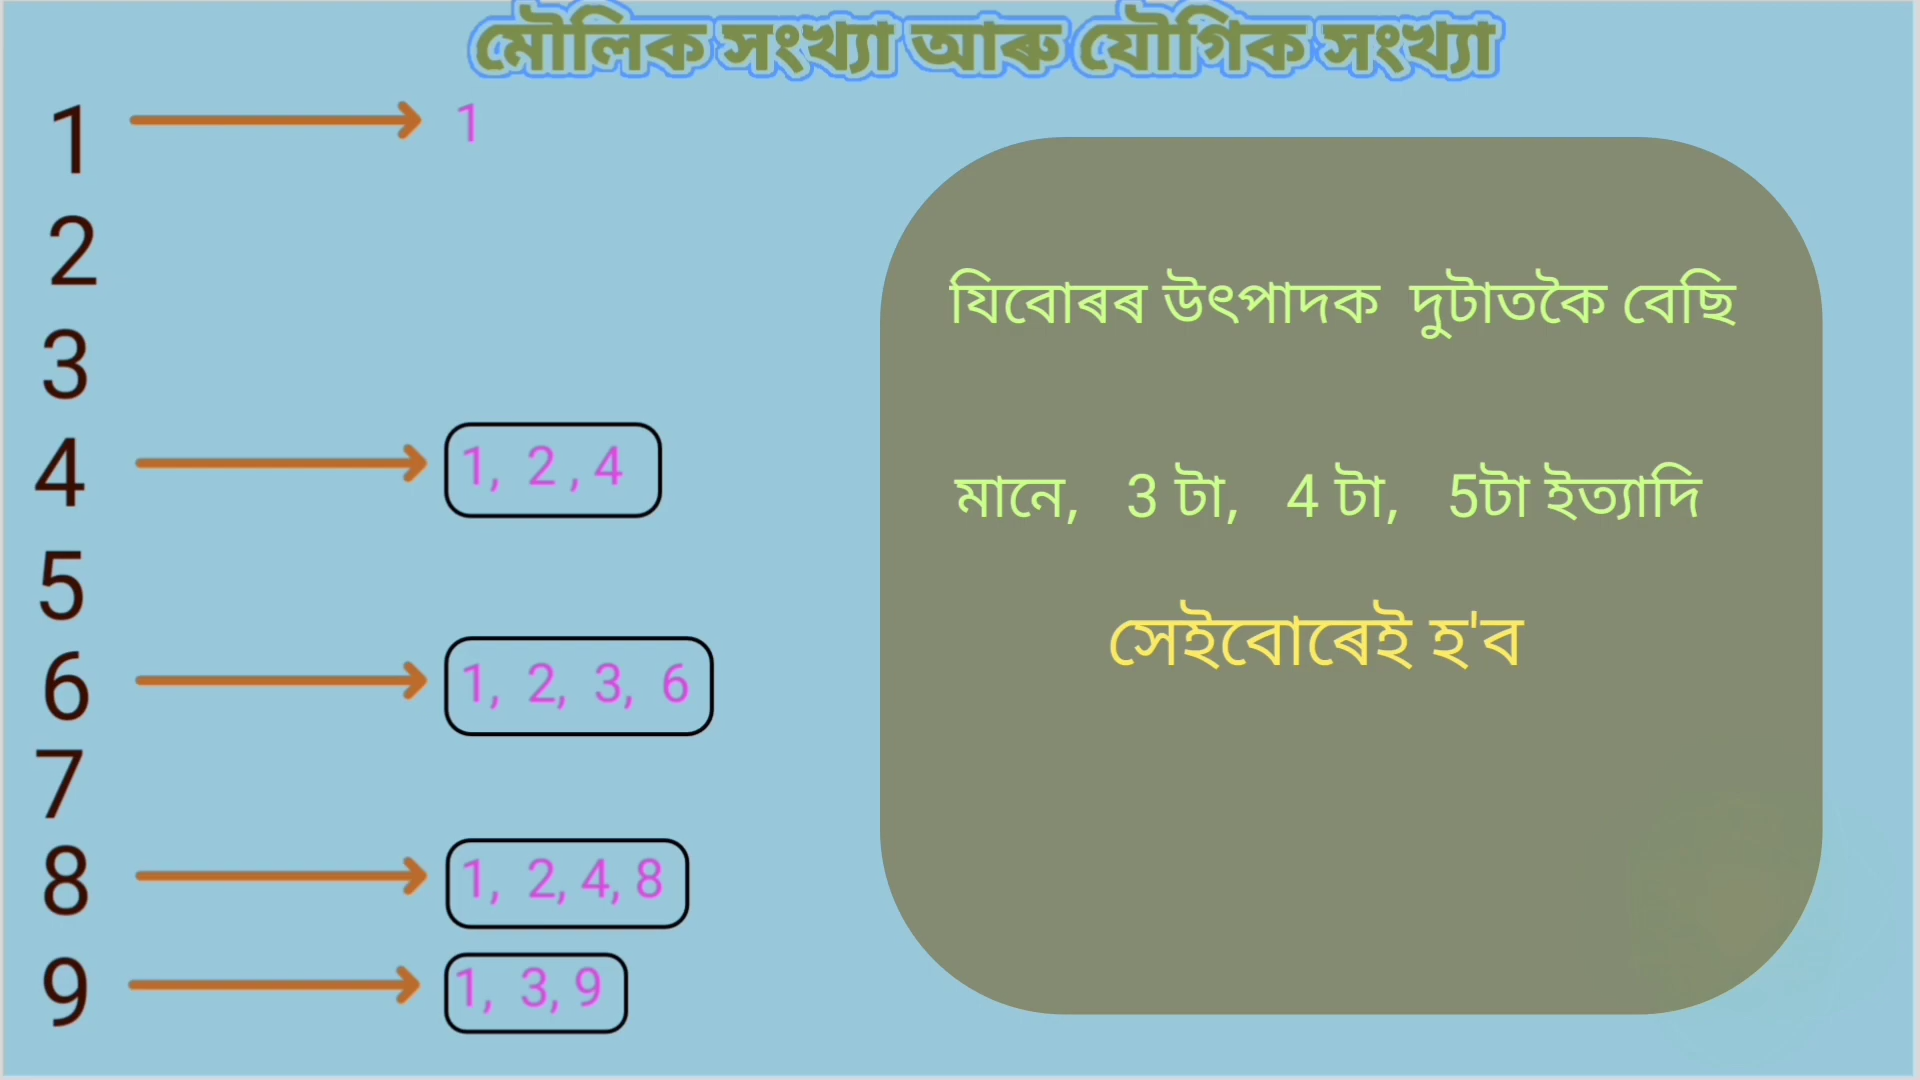 মৌলিক সংখ্যা আৰু যৌগিক সংখ্যা
1 1
2
3
4 1, 2 , 4
5
6 1, 2, 3, 6
7
8 1, 2, 4, 8
9 1, 3, 9
যিবোৰৰ উৎপাদক দুটাতকৈ বেছি
মানে, 3 টা, 4 টা, 5টা ইত্যাদি
সেইবোৰেই হ'ব